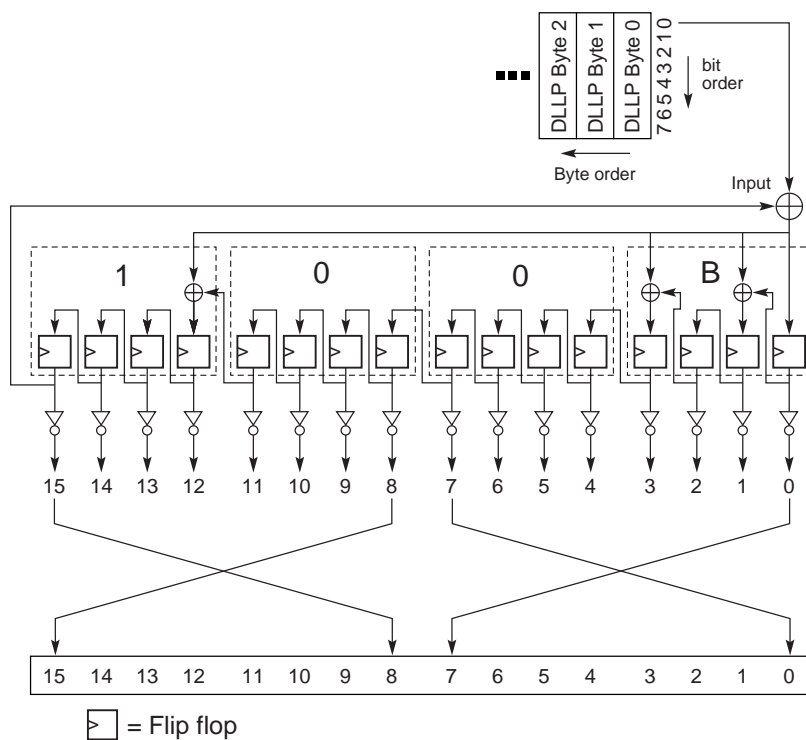 DLLP Byte 2
DLLP Byte 1
DLLP Byte 0
76543210
bit
order
Byte order
Input
1 0 0 B
> > > > > > > > > > > > > > > >
15 14 13 12 11 10 9 8 7 6 5 4 3 2 1 0
15 14 13 12 11 10 9 8 7 6 5 4 3 2 1 0
> = Flip flop